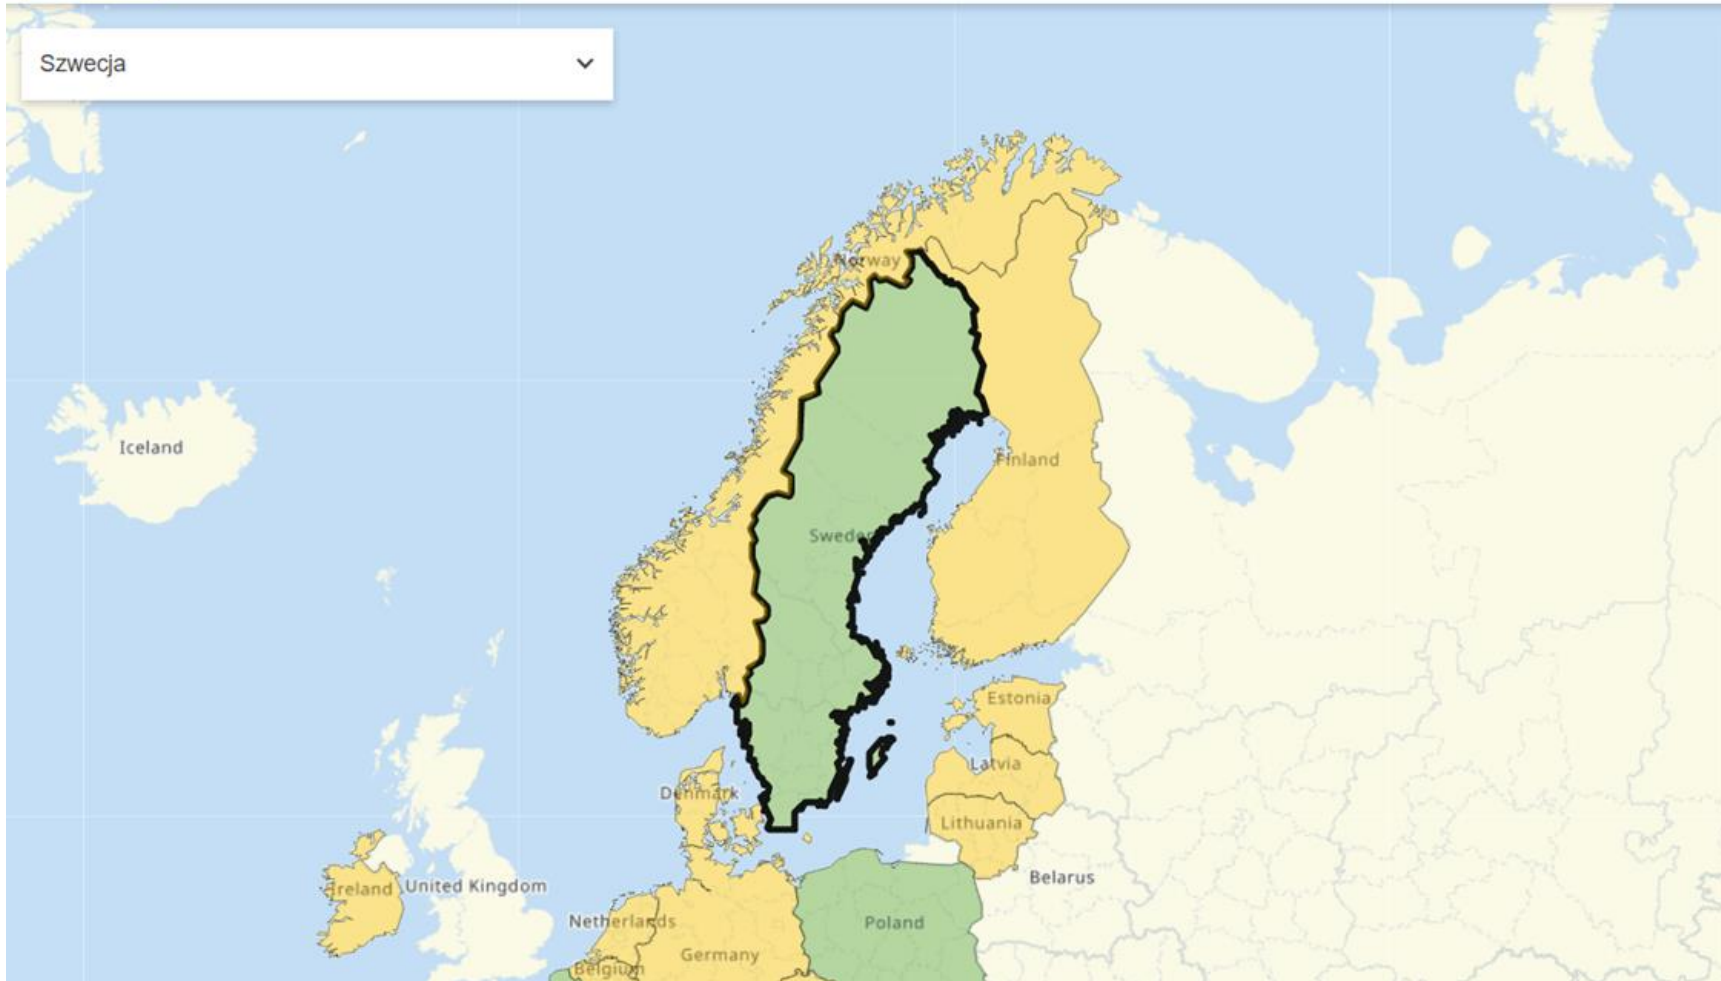 Szwecja
Norway
Iceland
Finland
Sweden
Estonia
Latvia
Denmark
Lithuania
Belarus
Ireland
United Kingdom
Netherlands
Poland
Germany
Belgium